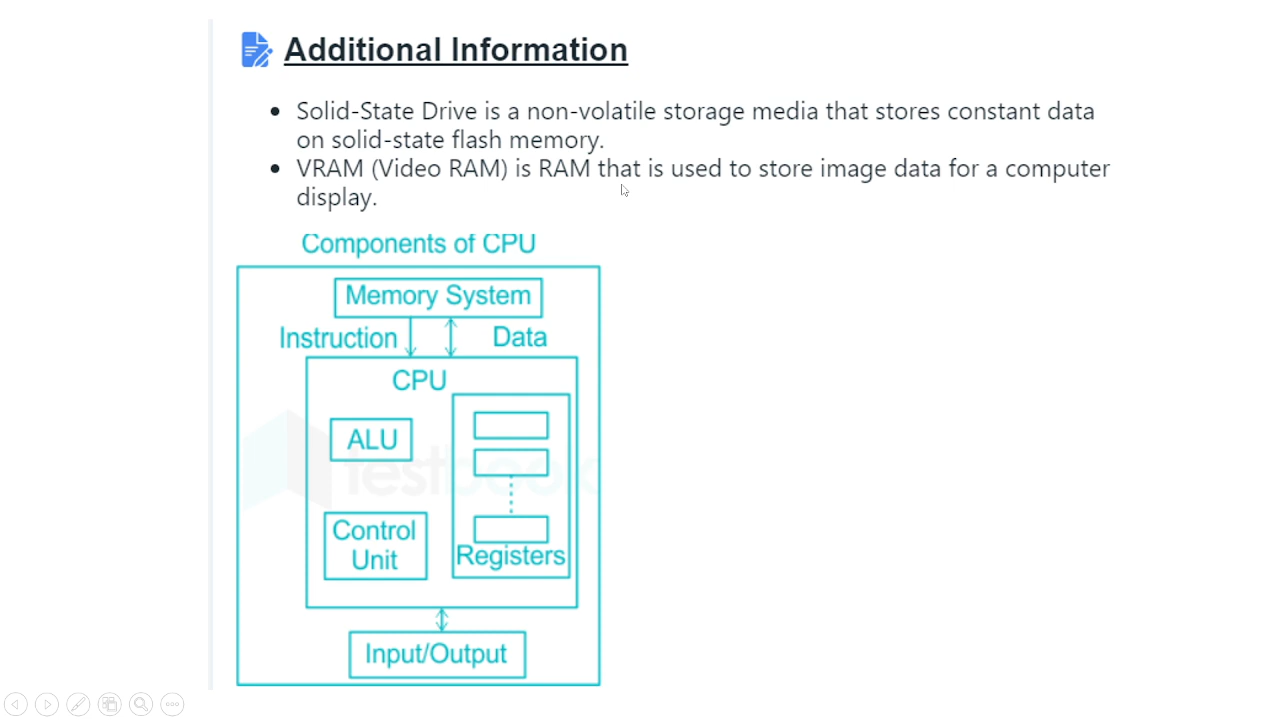 Additional Information
• Solid-State Drive is a non-volatile storage media that stores constant data
on solid-state flash memory.
• VRAM (Video RAM) is RAM that is used to store image data for a computer
display.
Components of CPU
Memory System
Instruction
Data
CPU
ALU
testbook
Control
Unit
Registers
Input/Output